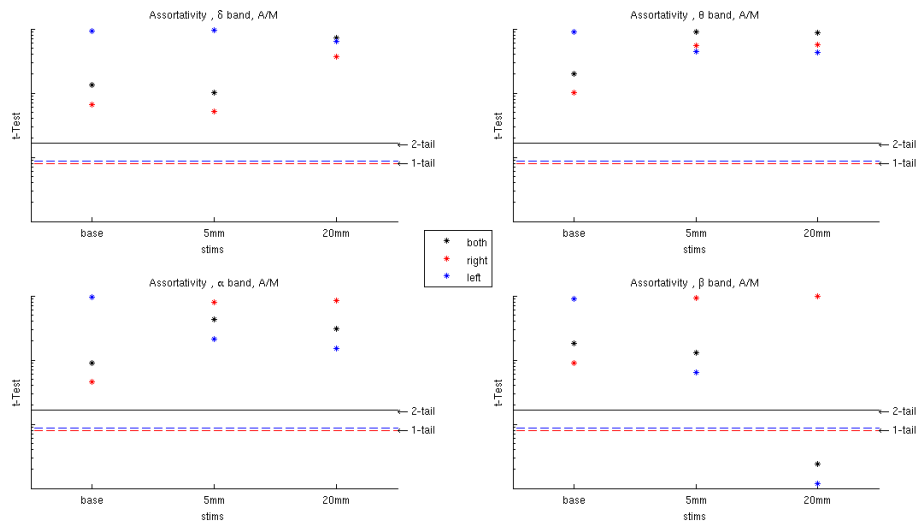 Assortativity , δ band, A/M
t-Test
2-tail
1-tail
base 5mm 20mm
stims
Assortativity , θ band, A/M
t-Test
2-tail
1-tail
base 5mm 20mm
stims
both
right
left
Assortativity , α band, A/M
t-Test
2-tail
1-tail
base 5mm 20mm
stims
Assortativity , β band, A/M
t-Test
2-tail
1-tail
base 5mm 20mm
stims